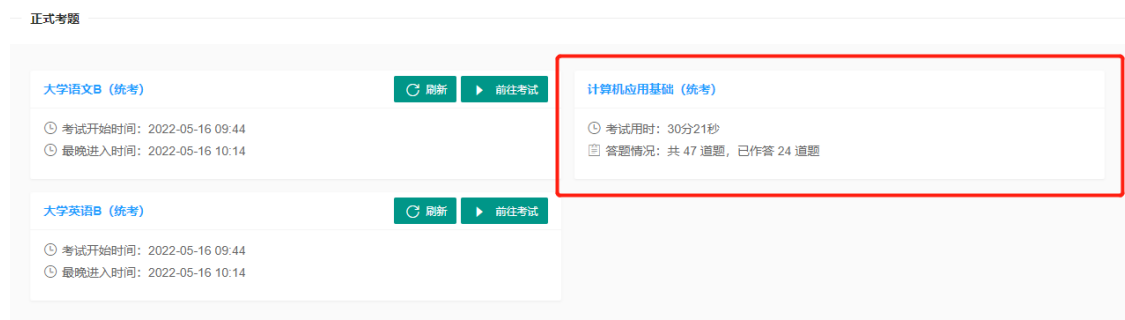 正式考题
大学语文B（统考）
刷新
前往考试
考试开始时间：2022-05-16 09:44
最晚进入时间：2022-05-16 10:14
计算机应用基础（统考）
考试用时：30分21秒
答题情况：共 47 道题，已作答 24 道题
大学英语B（统考）
刷新
前往考试
考试开始时间：2022-05-16 09:44
最晚进入时间：2022-05-16 10:14